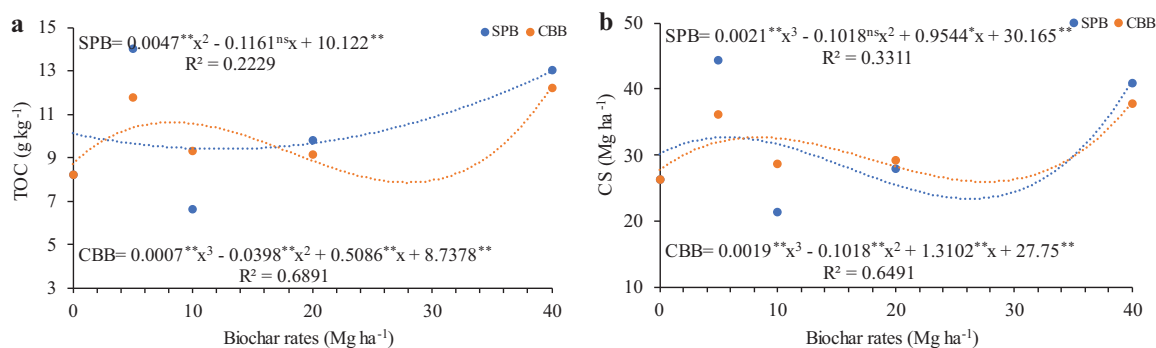 a
SPB CBB
SPB= 0.0047**x² - 0.1161ⁿˢx + 10.122**
R² = 0.2229
TOC (g kg⁻¹)
15
13
11
9
7
5
3
CBB= 0.0007**x³ - 0.0398**x² + 0.5086**x + 8.7378**
R² = 0.6891
0 10 20 30 40
Biochar rates (Mg ha⁻¹)
b
SPB CBB
SPB= 0.0021**x³ - 0.1018ⁿˢx² + 0.9544*x + 30.165**
R² = 0.3311
CS (Mg ha⁻¹)
50
40
30
20
10
CBB= 0.0019**x³ - 0.1018**x² + 1.3102**x + 27.75**
R² = 0.6491
0 10 20 30 40
Biochar rates (Mg ha⁻¹)